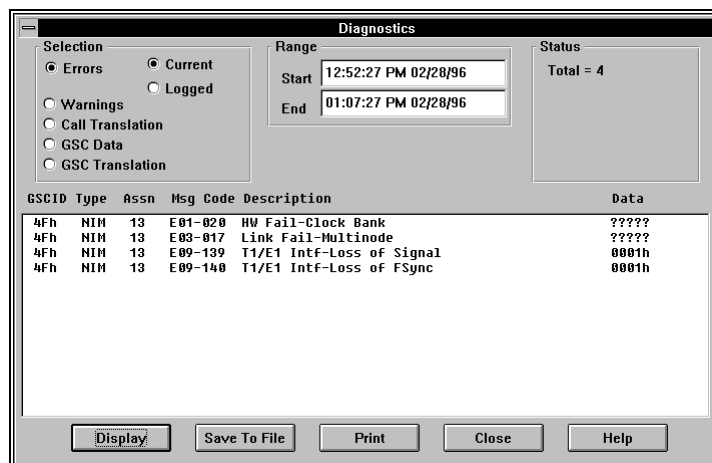 Diagnostics
Selection
Errors
Current
Logged
Warnings
Call Translation
GSC Data
GSC Translation
Range
Start 12:52:27 PM 02/28/96
End 01:07:27 PM 02/28/96
Status
Total = 4
GSCID Type Assn Msg Code Description Data
4Fh NIM 13 E01-020 HW Fail-Clock Bank ?????
4Fh NIM 13 E03-017 Link Fail-Multinode ?????
4Fh NIM 13 E09-139 T1/E1 Intf-Loss of Signal 0001h
4Fh NIM 13 E09-140 T1/E1 Intf-Loss of FSync 0001h
Display Save To File Print Close Help